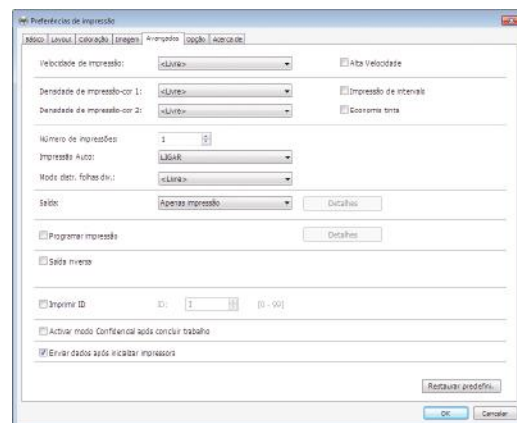 Preferências de impressão
Básico Layout Coloração Imagem Avançadas Opção Acerca de
Velocidade de impressão: <Livre> Alta Velocidade
Densidade de impressão-cor 1: <Livre> Impressão de intervalo
Densidade de impressão-cor 2: <Livre> Economia tinta
Número de impressões: 1
Impressão Auto: LIGAR
Modo distr. folhas div.: <Livre>
Saída: Apenas impressão Detalhes
Programar impressão Detalhes
Saída inversa
Imprimir ID ID: 1 [0 - 99]
Activar modo Confidencial após concluir trabalho
Enviar dados após inicializar impressora
Restaurar predefini.
OK Cancelar